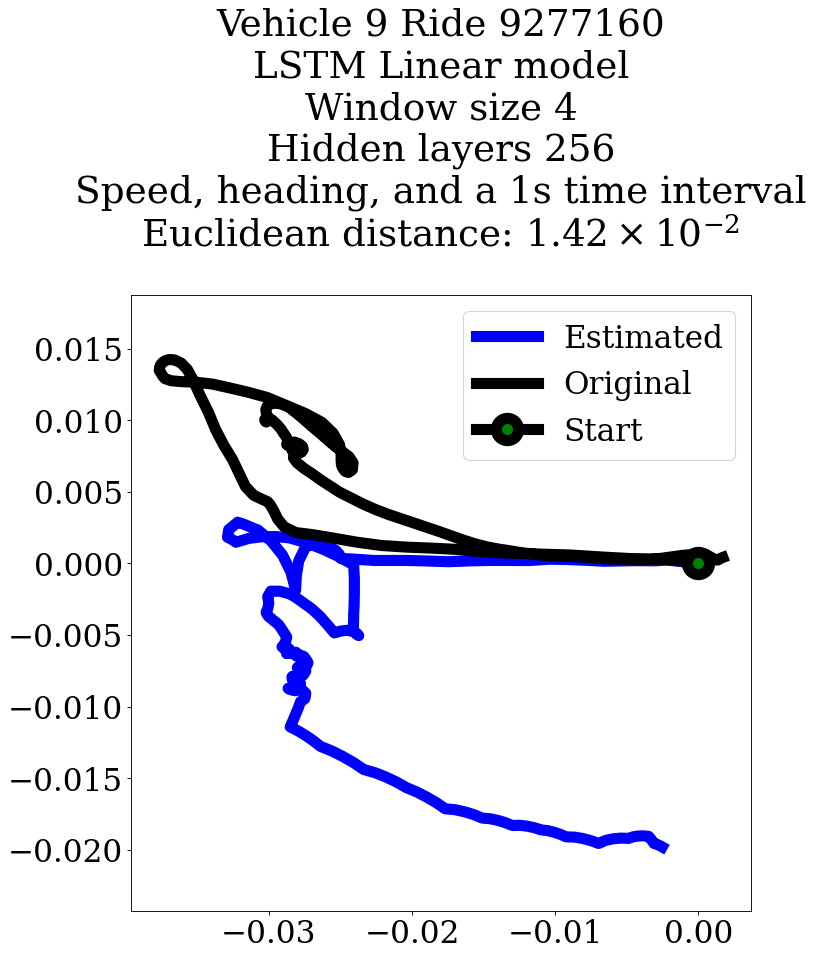 Vehicle 9 Ride 9277160
LSTM Linear model
Window size 4
Hidden layers 256
Speed, heading, and a 1s time interval
Euclidean distance: 1.42 × 10⁻²
Estimated
Original
Start
0.015
0.010
0.005
0.000
−0.005
−0.010
−0.015
−0.020
−0.03
−0.02
−0.01
0.00